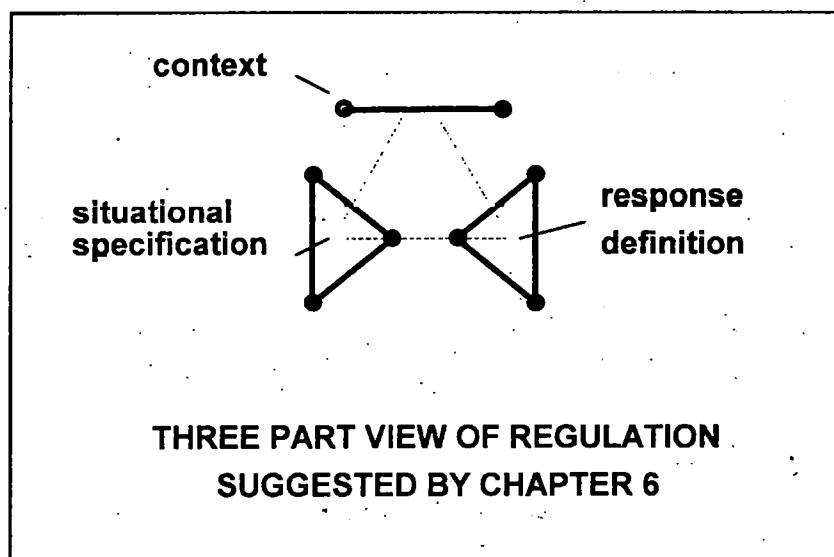 context
situational
specification
response
definition
THREE PART VIEW OF REGULATION
SUGGESTED BY CHAPTER 6